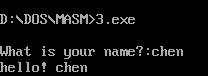 D:\DOS\MASM>3.exe
What is your name?:chen
hello! chen